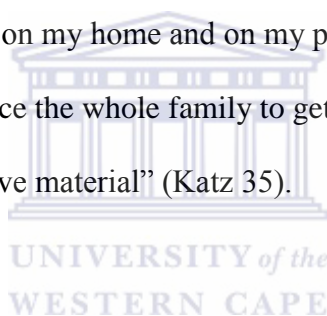 on my home and on my p
ce the whole family to get
ve material” (Katz 35).
UNIVERSITY of the
WESTERN CAPE